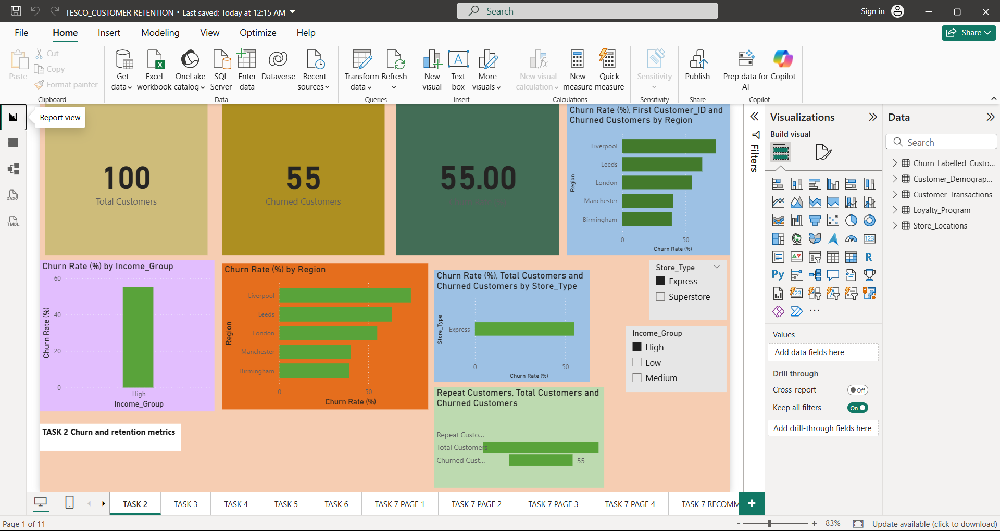 TESCO_CUSTOMER RETENTION • Last saved: Today at 12:15 AM
Search
Sign in
File
Home
Insert
Modeling
View
Optimize
Help
Share
Paste
Cut
Copy
Format painter
Clipboard
Get data
Excel workbook
OneLake catalog
SQL Server
Enter data
Dataverse
Recent sources
Data
Transform data
Refresh
Queries
New visual
Text box
More visuals
Insert
New visual calculation
New measure
Quick measure
Calculations
Sensitivity
Sensitivity
Publish
Share
Prep data for AI
Copilot
Copilot
Report view
DAX
TMDL
100
Total Customers
55
Churned Customers
55.00
Churn Rate (%), First Customer_ID and
Churned Customers by Region
Region
Liverpool
Leeds
London
Manchester
Birmingham
0
50
Churn Rate (%)
Churn Rate (%) by Income_Group
Churn Rate (%)
60
40
20
0
High
Income_Group
Churn Rate (%) by Region
Region
Liverpool
Leeds
London
Manchester
Birmingham
0
50
Churn Rate (%)
Churn Rate (%), Total Customers and
Churned Customers by Store_Type
Store_Type
Express
0
50
Churn Rate (%)
Store_Type
Express
Superstore
Income_Group
High
Low
Medium
Repeat Customers, Total Customers and
Churned Customers
Repeat Custo...
Total Customers
Churned Cust...
55
TASK 2 Churn and retention metrics
Filters
Visualizations
Build visual
123
R
Py
123
Values
Add data fields here
Drill through
Cross-report
Off
Keep all filters
On
Add drill-through fields here
Data
Search
Churn_Labelled_Custo...
Customer_Demograp...
Customer_Transactions
Loyalty_Program
Store_Locations
TASK 2
TASK 3
TASK 4
TASK 5
TASK 6
TASK 7 PAGE 1
TASK 7 PAGE 2
TASK 7 PAGE 3
TASK 7 PAGE 4
TASK 7 RECOMM
Page 1 of 11
- + 83%
Update available (click to download)